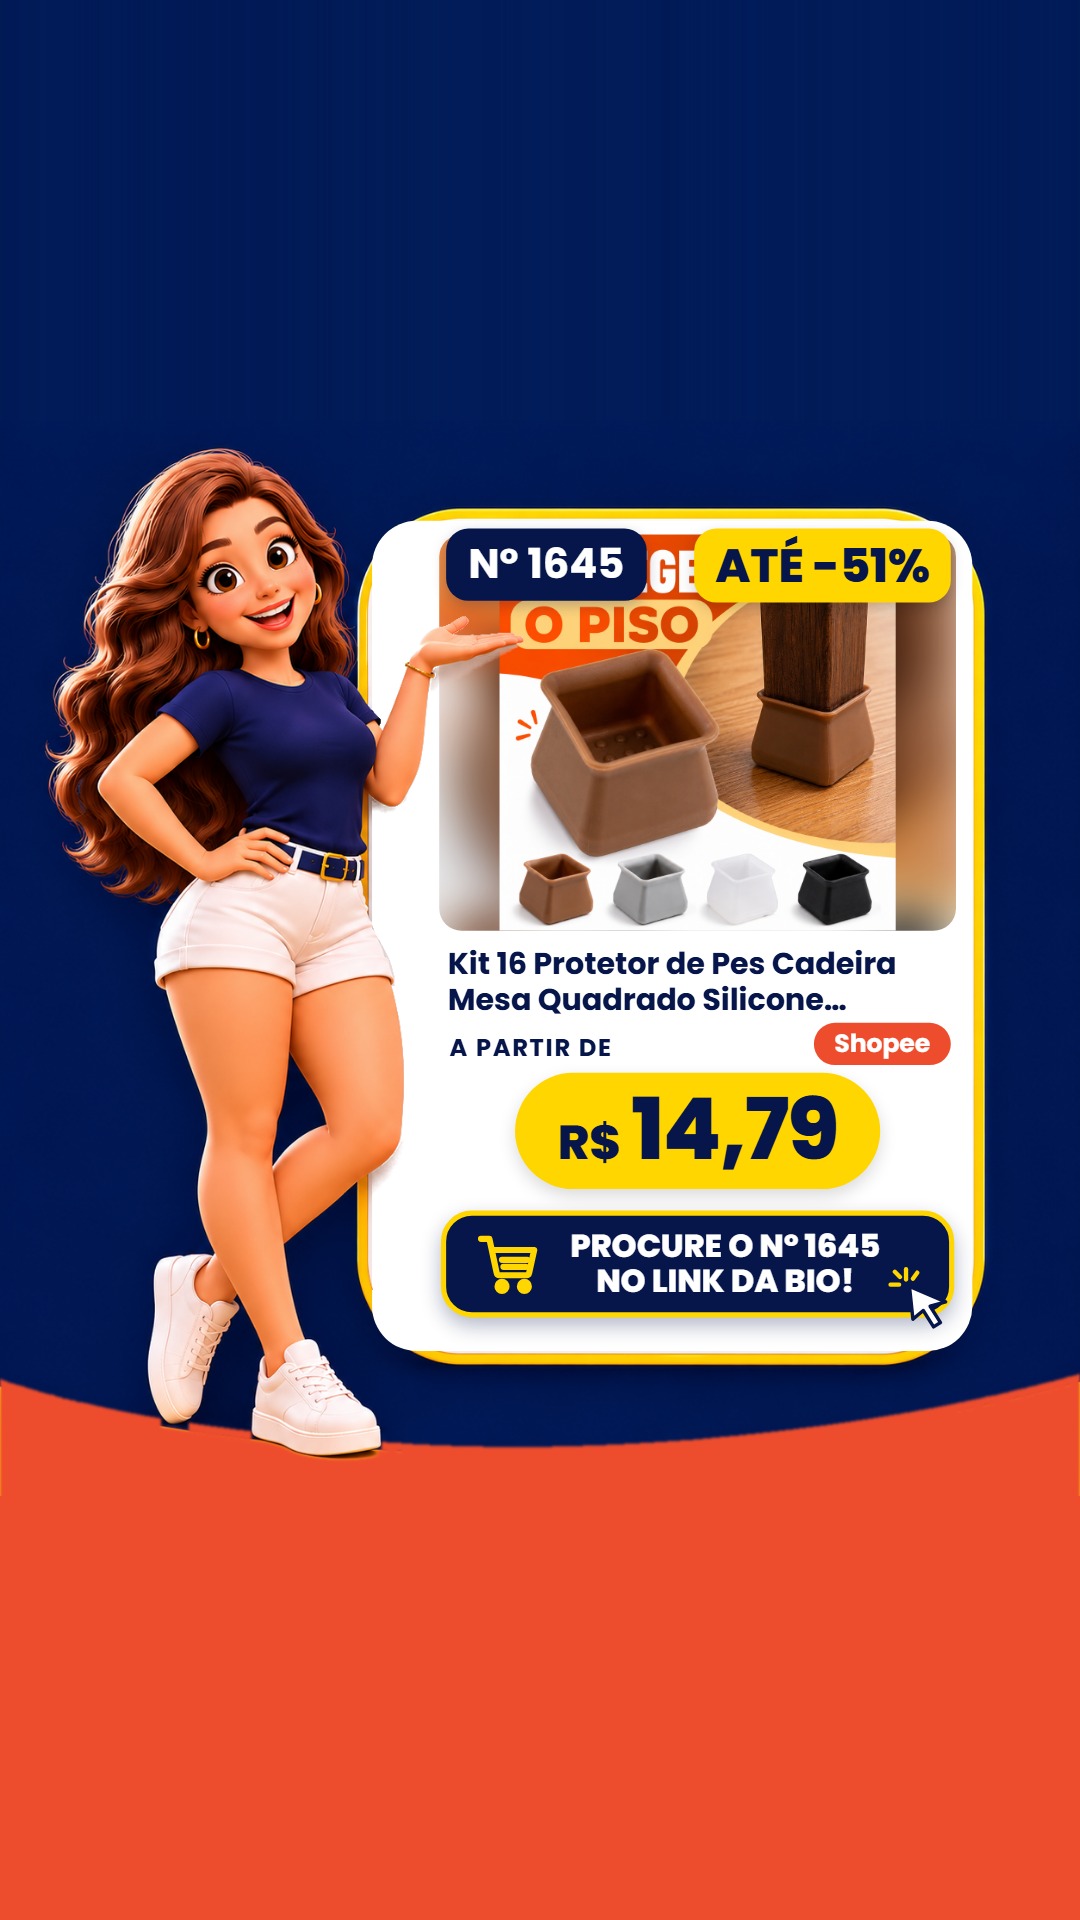 Nº 1645
ATÉ -51%
O PISO
Kit 16 Protetor de Pes Cadeira
Mesa Quadrado Silicone...
A PARTIR DE
Shopee
R$ 14,79
PROCURE O Nº 1645
NO LINK DA BIO!